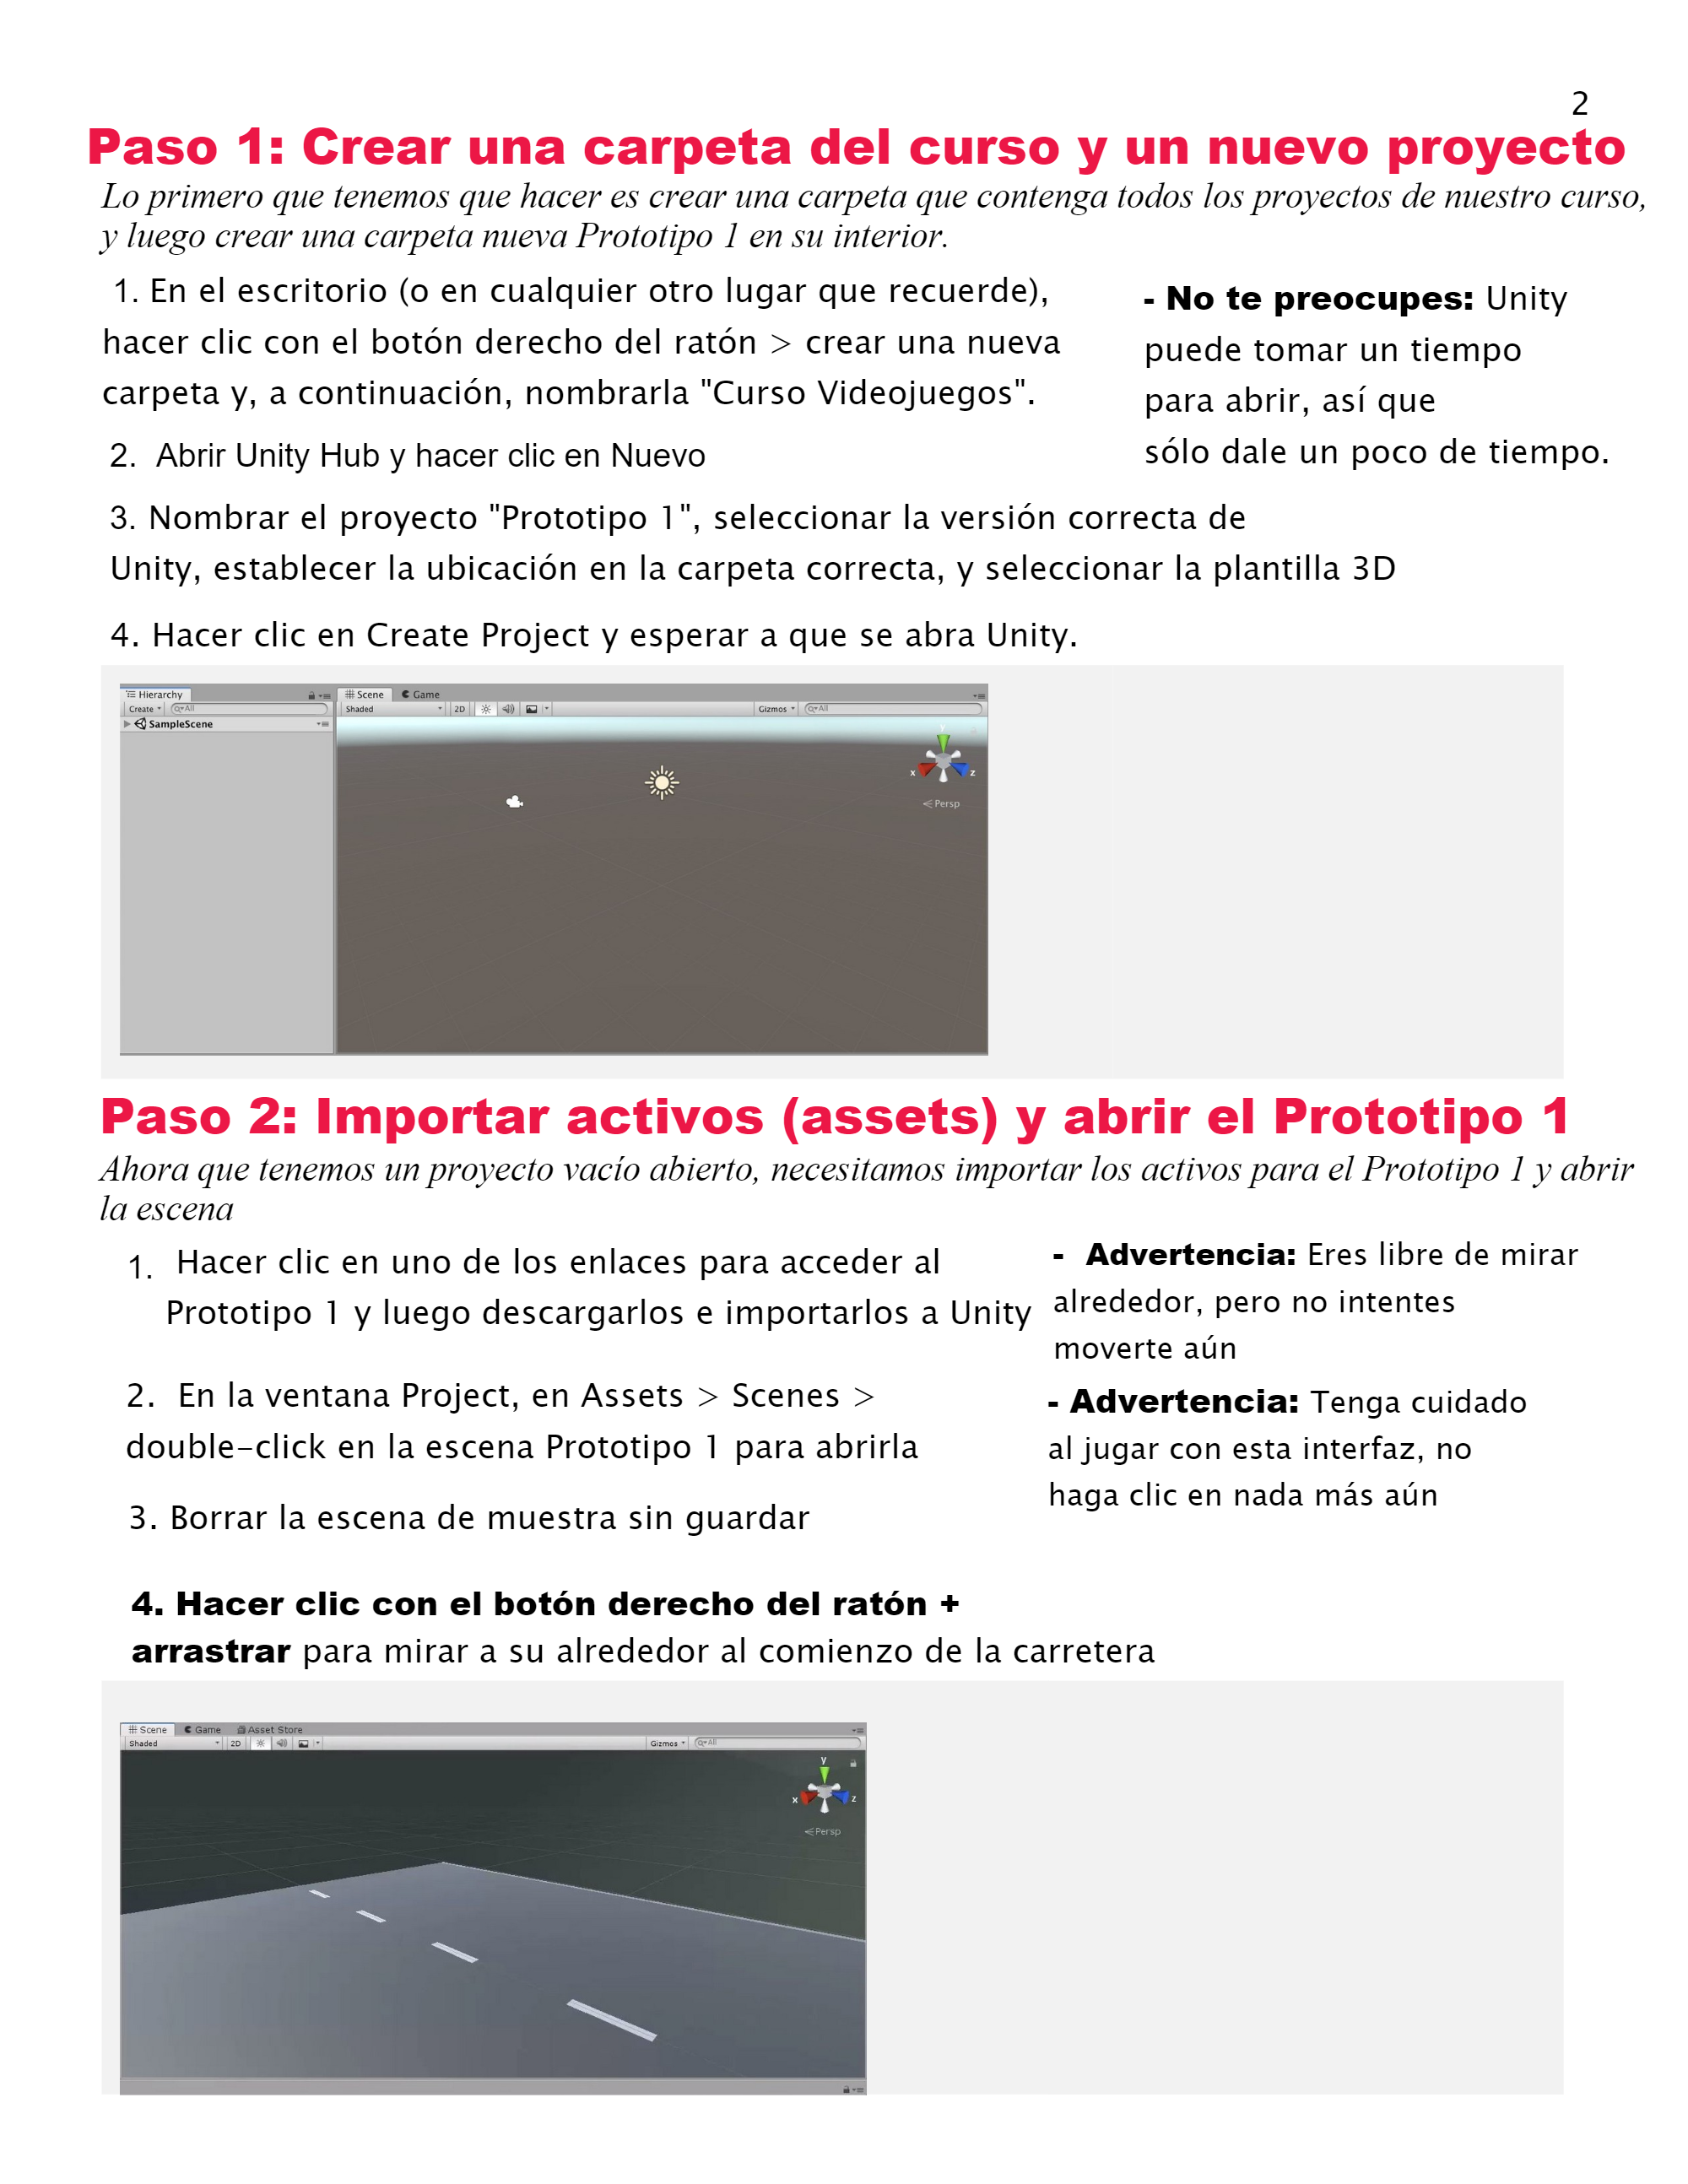 2
Paso 1: Crear una carpeta del curso y un nuevo proyecto
Lo primero que tenemos que hacer es crear una carpeta que contenga todos los proyectos de nuestro curso,
y luego crear una carpeta nueva Prototipo 1 en su interior.
1. En el escritorio (o en cualquier otro lugar que recuerde),
hacer clic con el botón derecho del ratón > crear una nueva
carpeta y, a continuación, nombrarla "Curso Videojuegos".
- No te preocupes: Unity
puede tomar un tiempo
para abrir, así que
sólo dale un poco de tiempo.
2. Abrir Unity Hub y hacer clic en Nuevo
3. Nombrar el proyecto "Prototipo 1", seleccionar la versión correcta de
Unity, establecer la ubicación en la carpeta correcta, y seleccionar la plantilla 3D
4. Hacer clic en Create Project y esperar a que se abra Unity.
Hierarchy
Create
All
SampleScene
Scene
Game
Shaded
2D
Gizmos
All
y
x
z
Persp
Paso 2: Importar activos (assets) y abrir el Prototipo 1
Ahora que tenemos un proyecto vacío abierto, necesitamos importar los activos para el Prototipo 1 y abrir
la escena
1. Hacer clic en uno de los enlaces para acceder al
Prototipo 1 y luego descargarlos e importarlos a Unity
2. En la ventana Project, en Assets > Scenes >
double-click en la escena Prototipo 1 para abrirla
3. Borrar la escena de muestra sin guardar
- Advertencia: Eres libre de mirar
alrededor, pero no intentes
moverte aún
- Advertencia: Tenga cuidado
al jugar con esta interfaz, no
haga clic en nada más aún
4. Hacer clic con el botón derecho del ratón +
arrastrar para mirar a su alrededor al comienzo de la carretera
Scene
Game
Asset Store
Shaded
2D
Gizmos
All
y
x
z
Persp